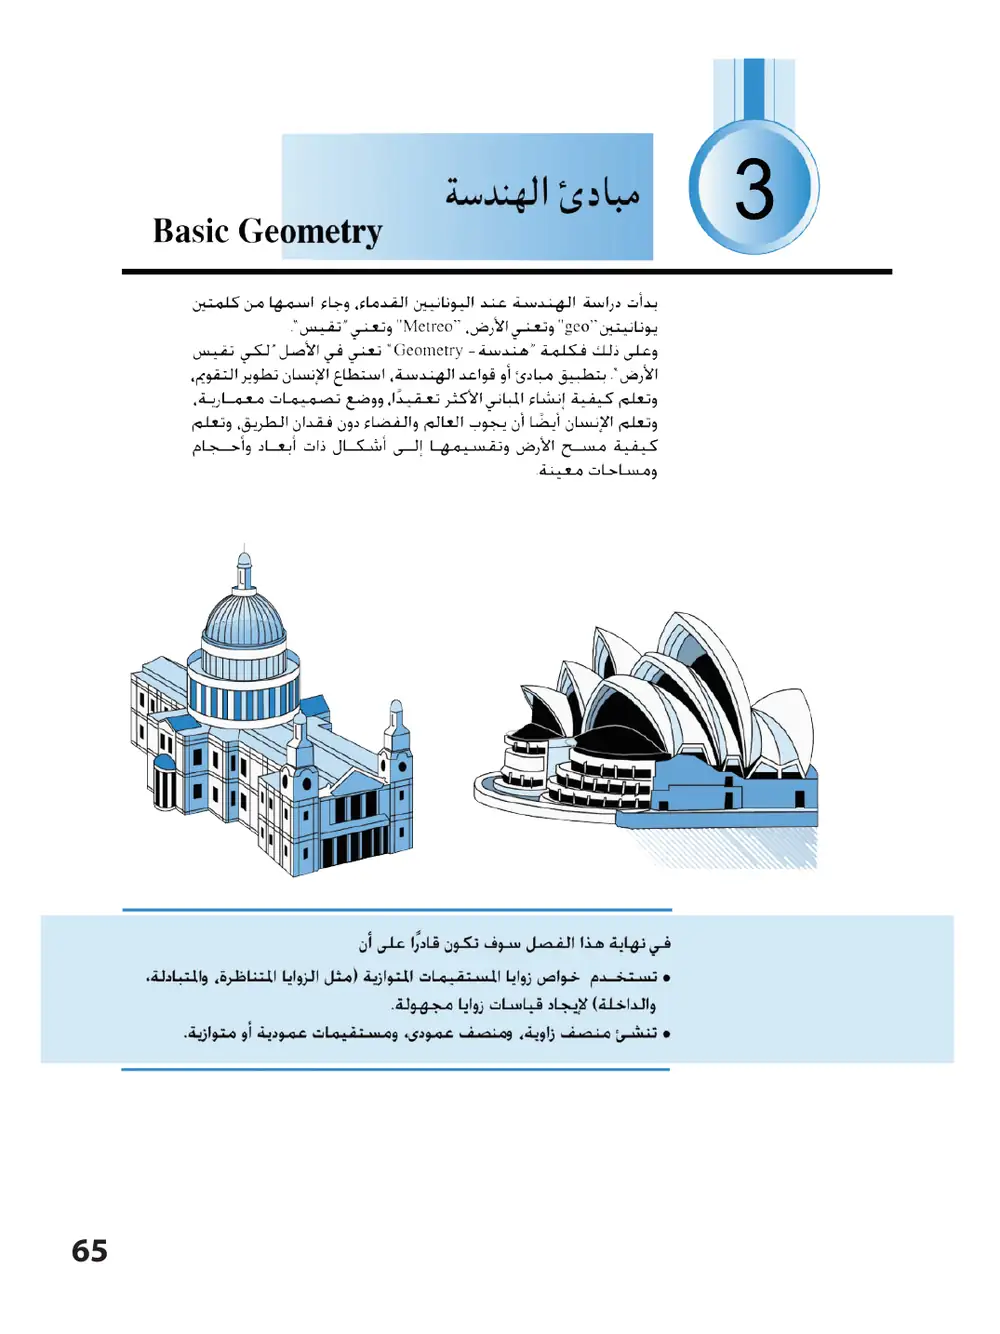 3
مبادئ الهندسة
Basic Geometry
بدأت دراسة الهندسة عند اليونانيين القدماء، وجاء اسمها من كلمتين
يونانيتين "geo" وتعني الأرض، "Metreo" وتعني "تقيس".
وعلى ذلك فكلمة "هندسة - Geometry" تعني في الأصل "لكي تقيس
الأرض". بتطبيق مبادئ أو قواعد الهندسة، استطاع الإنسان تطوير التقويم،
وتعلم كيفية إنشاء المباني الأكثر تعقيدًا، ووضع تصميمات معمارية،
وتعلم الإنسان أيضًا أن يجوب العالم والفضاء دون فقدان الطريق، وتعلم
كيفية مسح الأرض وتقسيمها إلى أشكال ذات أبعاد وأحجام
ومساحات معينة.
في نهاية هذا الفصل سوف تكون قادرًا على أن
• تستخدم خواص زوايا المستقيمات المتوازية (مثل الزوايا المتناظرة، والمتبادلة،
والداخلة) لإيجاد قياسات زوايا مجهولة.
• تنشئ منصف زاوية، ومنصف عمودى، ومستقيمات عمودية أو متوازية.
65